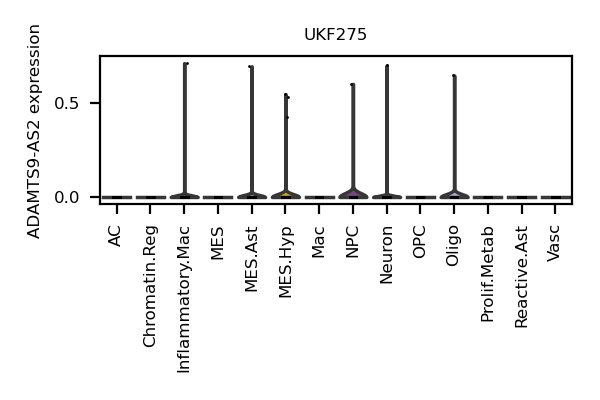 UKF275
ADAMTS9-AS2 expression
0.5
0.0
AC
Chromatin.Reg
Inflammatory.Mac
MES
MES.Ast
MES.Hyp
Mac
NPC
Neuron
OPC
Oligo
Prolif.Metab
Reactive.Ast
Vasc